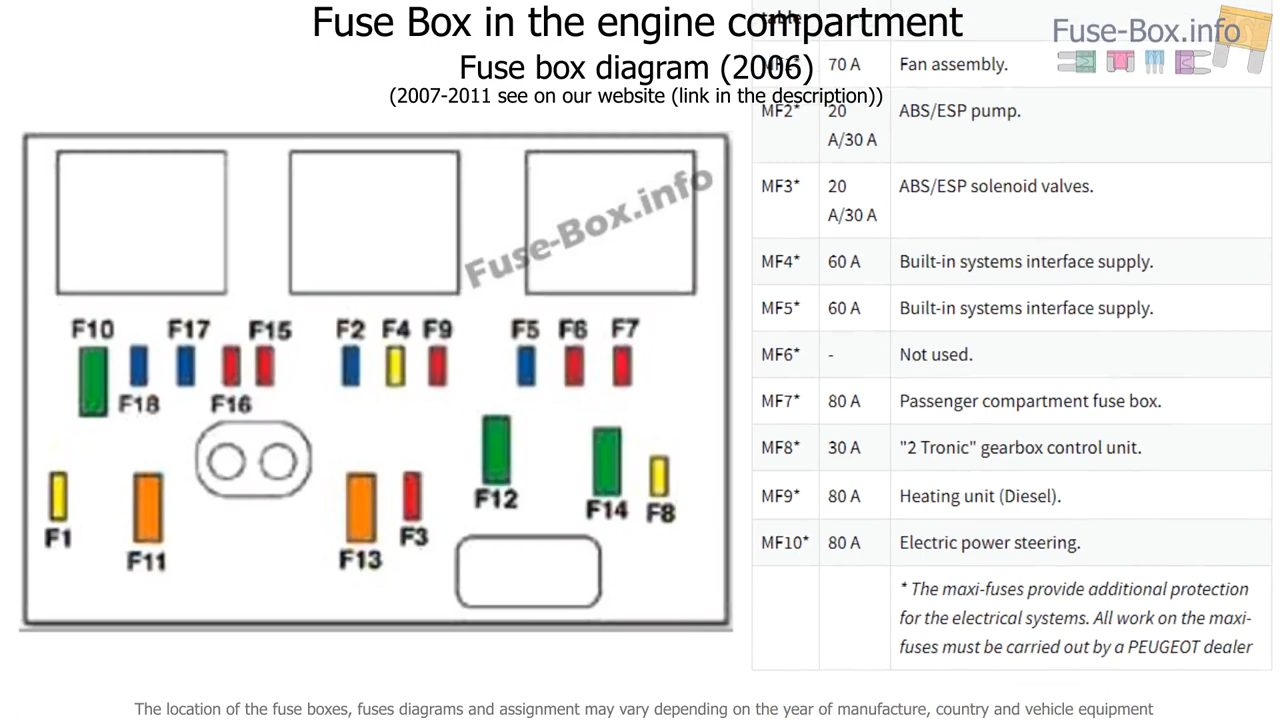 Fuse Box in the engine compartment
Fuse box diagram (2006)
(2007-2011 see on our website (link in the description))
Fuse-Box.info
Fuse-Box.info
F10 F17 F15 F2 F4 F9 F5 F6 F7
F18 F16
F12
F14 F8
F1 F11 F13 F3
table
70 A Fan assembly.
MF2* 20 A/30 A ABS/ESP pump.
MF3* 20 A/30 A ABS/ESP solenoid valves.
MF4* 60 A Built-in systems interface supply.
MF5* 60 A Built-in systems interface supply.
MF6* - Not used.
MF7* 80 A Passenger compartment fuse box.
MF8* 30 A "2 Tronic" gearbox control unit.
MF9* 80 A Heating unit (Diesel).
MF10* 80 A Electric power steering.
* The maxi-fuses provide additional protection
for the electrical systems. All work on the maxi-
fuses must be carried out by a PEUGEOT dealer
The location of the fuse boxes, fuses diagrams and assignment may vary depending on the year of manufacture, country and vehicle equipment